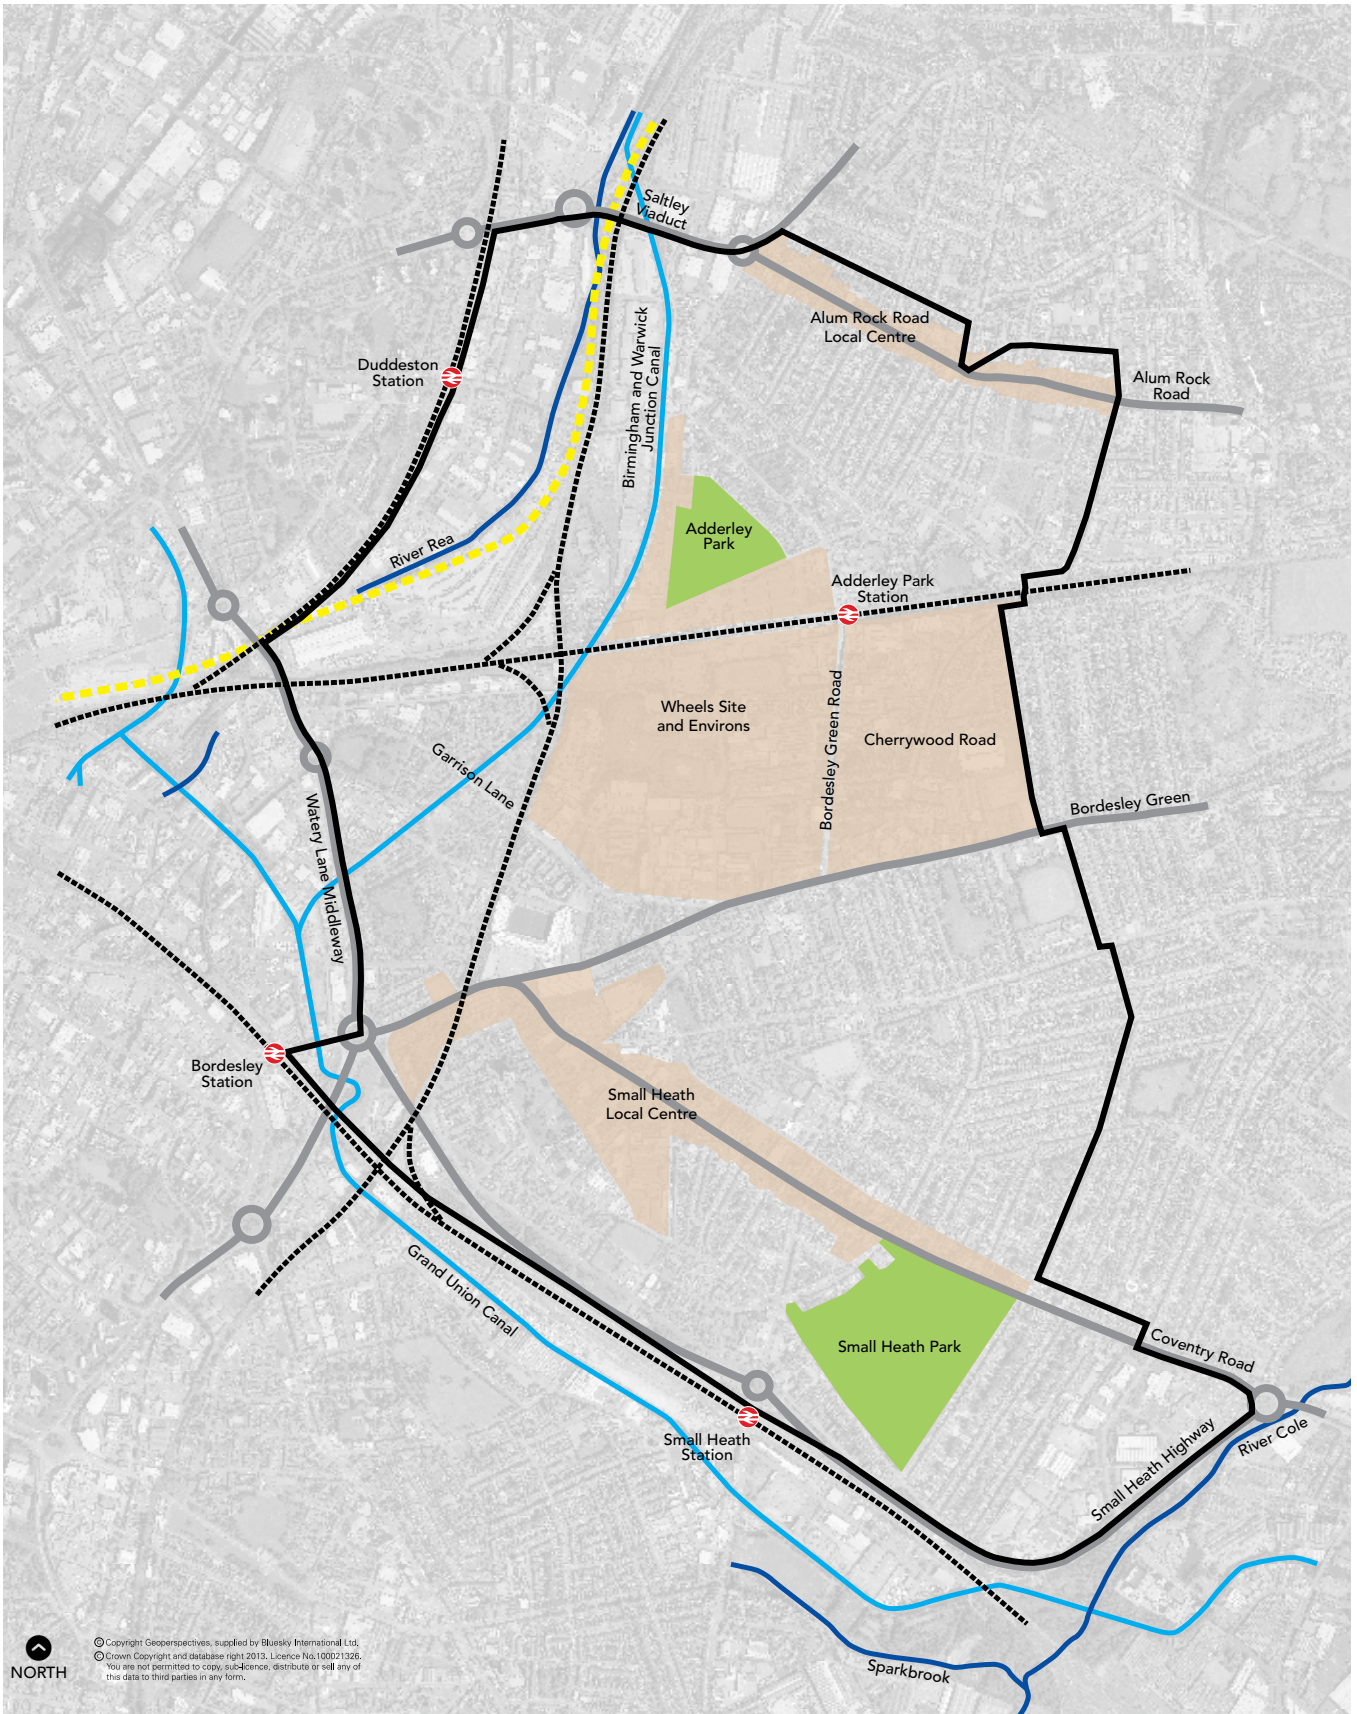 Saltley
Viaduct
Alum Rock Road
Local Centre
Birmingham and Warwick
Junction Canal
Duddeston
Station
Alum Rock
Road
Adderley
Park
River Rea
Adderley Park
Station
Wheels Site
and Environs
Bordesley Green Road
Cherrywood Road
Garrison Lane
Bordesley Green
Watery Lane Middleway
Bordesley
Station
Small Heath
Local Centre
Grand Union Canal
Small Heath Park
Coventry Road
Small Heath
Station
Small Heath Highway
River Cole
Sparkbrook
NORTH
© Copyright Geoperspectives, supplied by Bluesky International Ltd.
© Crown Copyright and database right 2013. Licence No.100021326.
You are not permitted to copy, sub-licence, distribute or sell any of
this data to third parties in any form.